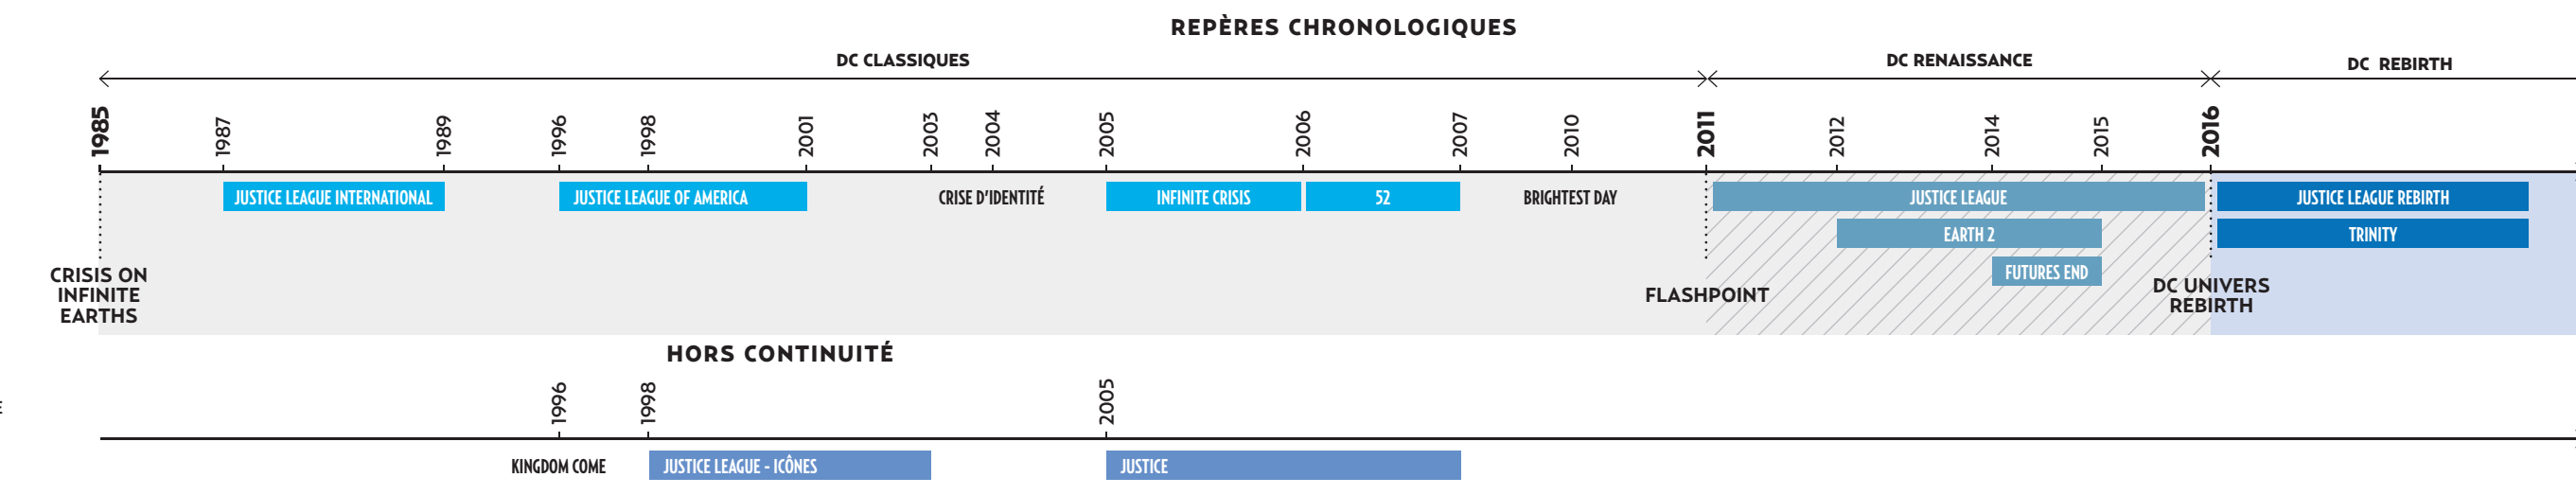 REPÈRES CHRONOLOGIQUES
DC CLASSIQUES
DC RENAISSANCE
DC REBIRTH
1985
1987
1989
1996
1998
2001
2003
2004
2005
2006
2007
2010
2011
2012
2014
2015
2016
JUSTICE LEAGUE INTERNATIONAL
JUSTICE LEAGUE OF AMERICA
CRISE D'IDENTITÉ
INFINITE CRISIS
52
BRIGHTEST DAY
JUSTICE LEAGUE
JUSTICE LEAGUE REBIRTH
EARTH 2
TRINITY
FUTURES END
CRISIS ON
INFINITE
EARTHS
FLASHPOINT
DC UNIVERS
REBIRTH
HORS CONTINUITÉ
1996
1998
2005
KINGDOM COME
JUSTICE LEAGUE - ICÔNES
JUSTICE